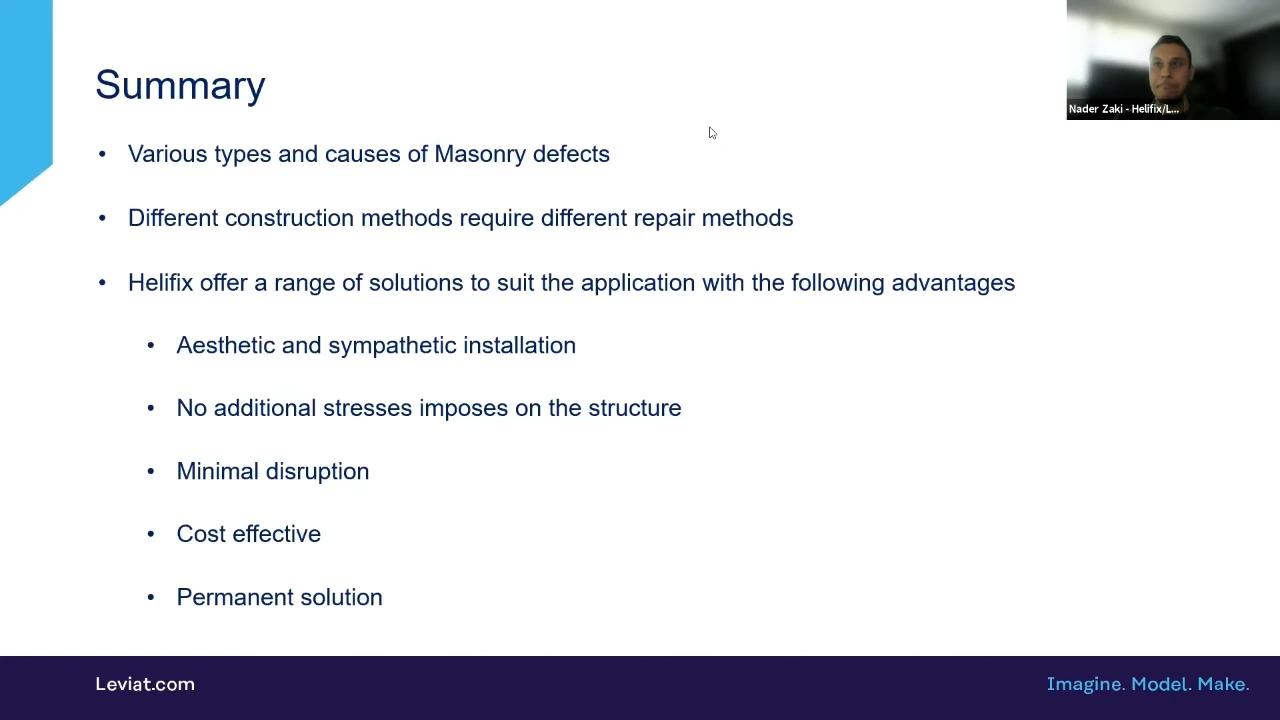 Summary
Nader Zaki - Helifix/L...
• Various types and causes of Masonry defects
• Different construction methods require different repair methods
• Helifix offer a range of solutions to suit the application with the following advantages
• Aesthetic and sympathetic installation
• No additional stresses imposes on the structure
• Minimal disruption
• Cost effective
• Permanent solution
Leviat.com
Imagine. Model. Make.